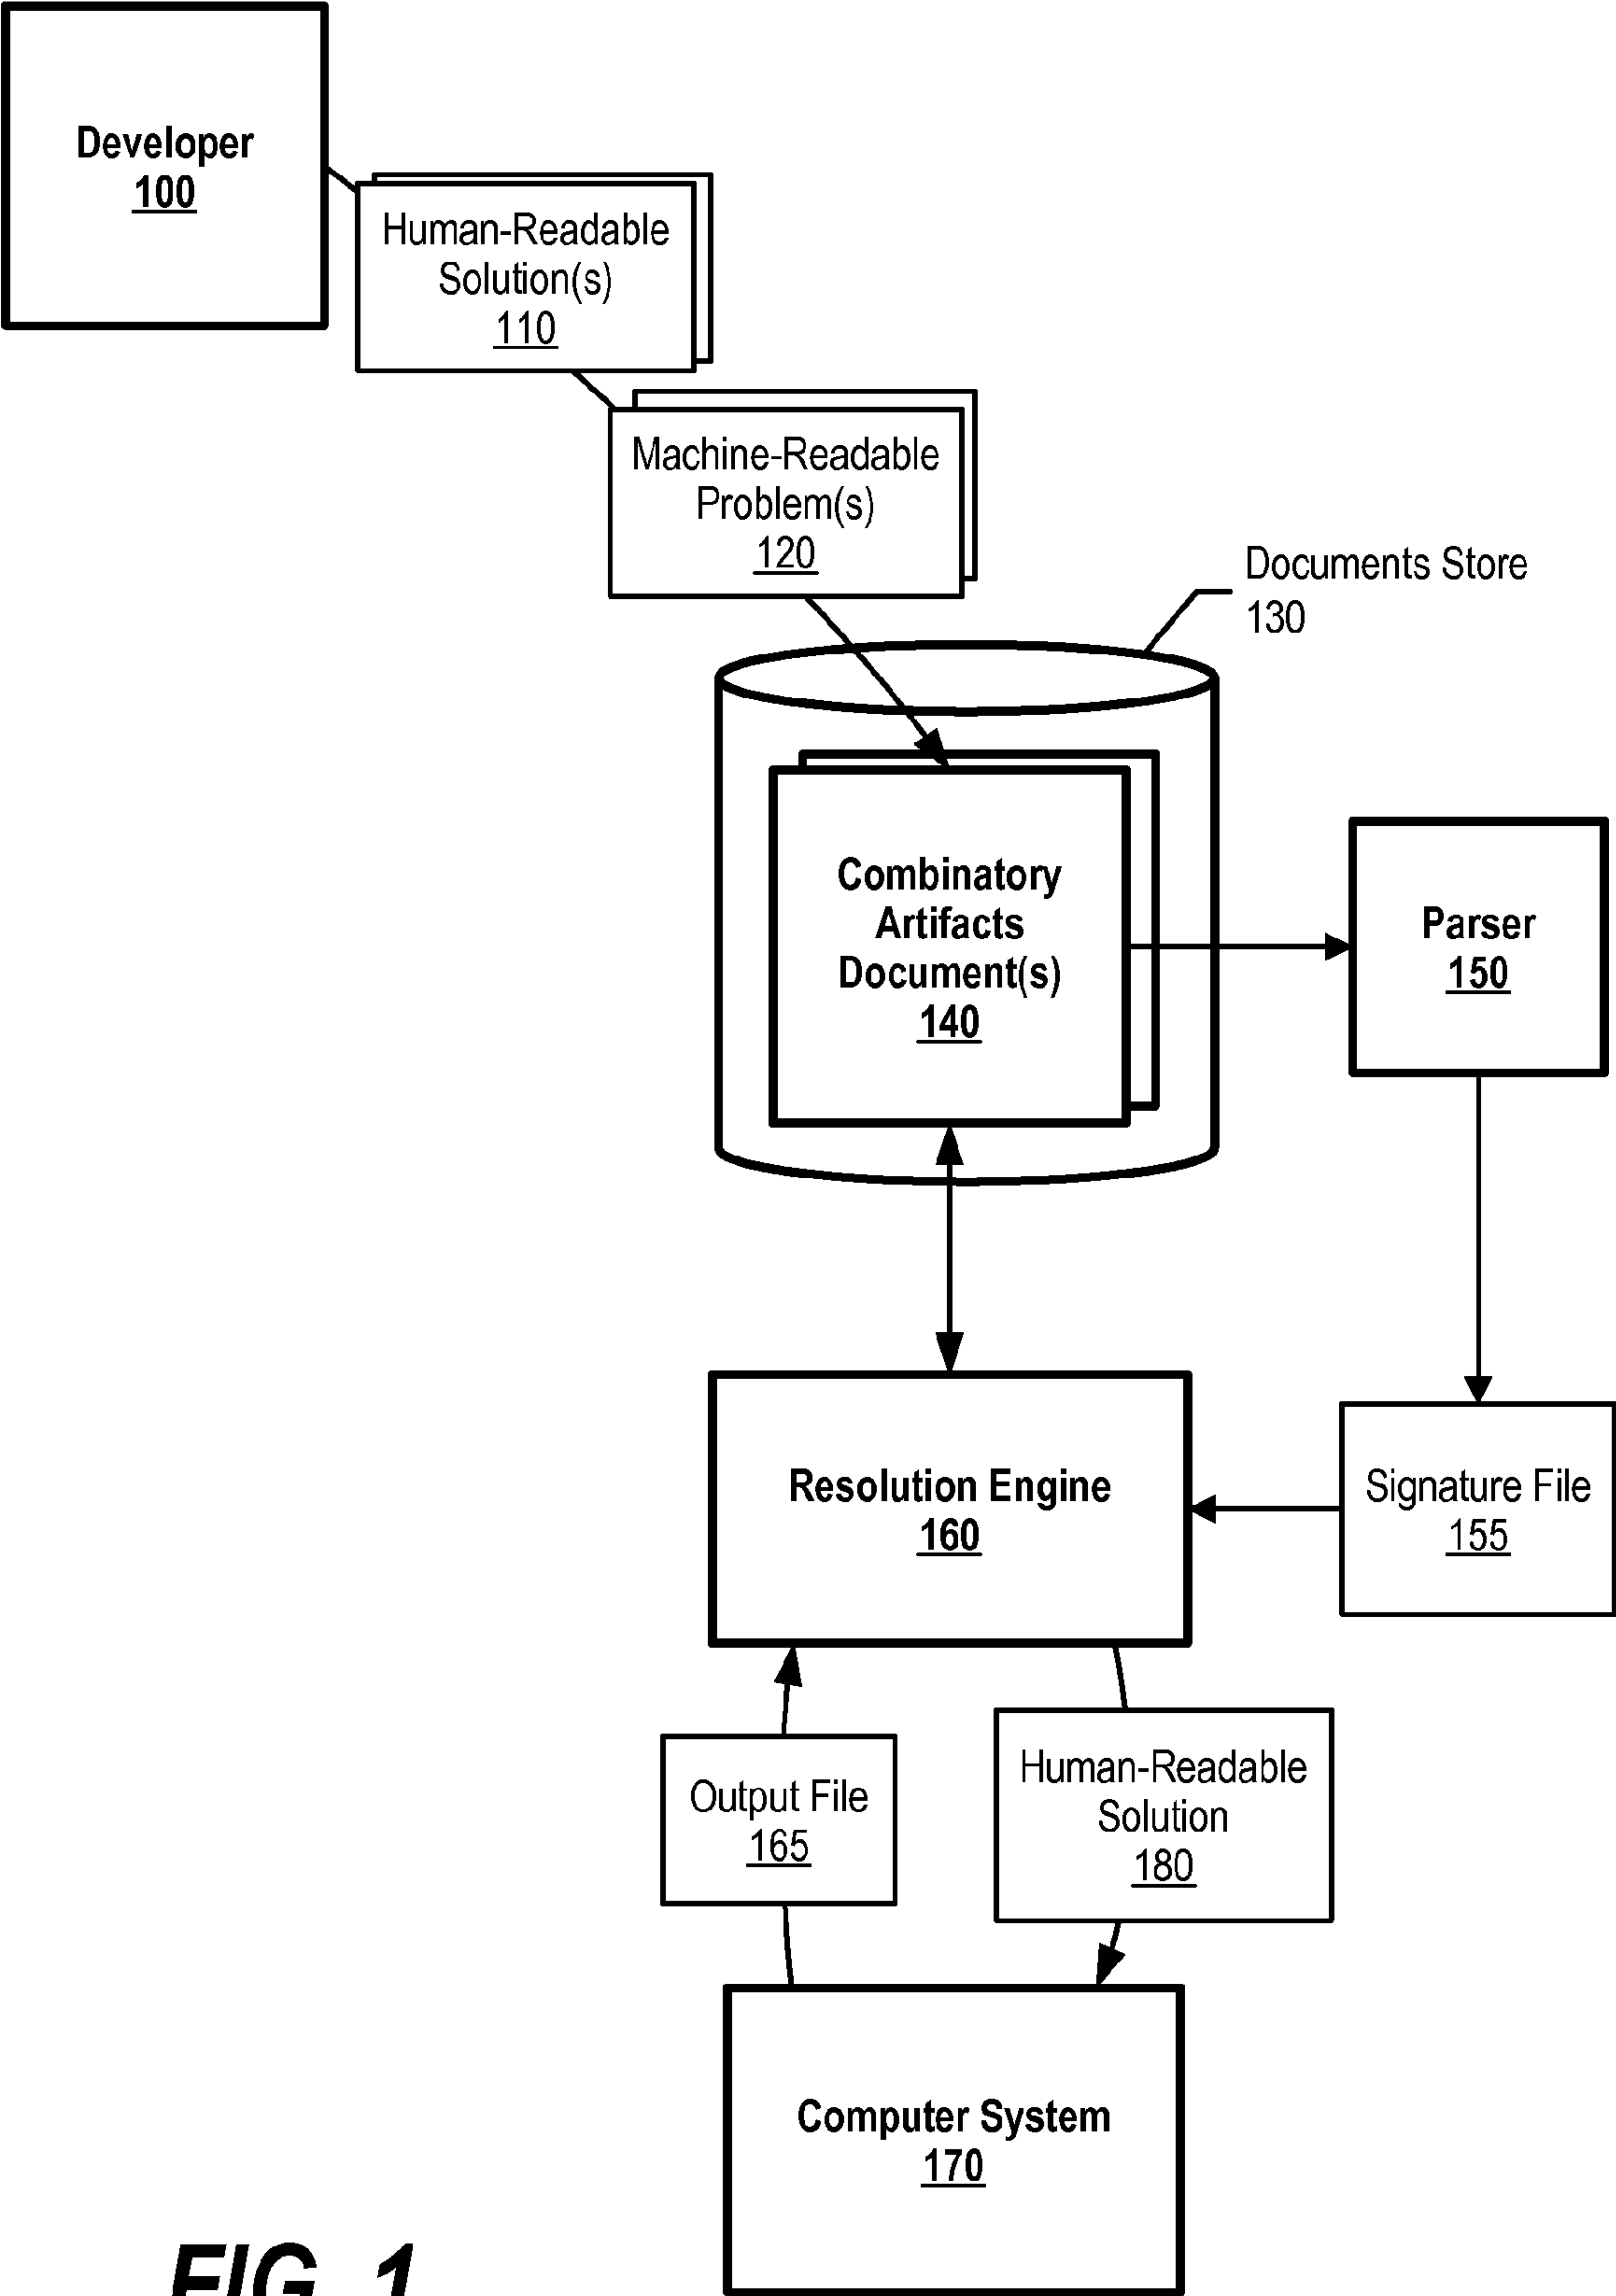 Developer
100
Human-Readable
Solution(s)
110
Machine-Readable
Problem(s)
120
Documents Store
130
Combinatory
Artifacts
Document(s)
140
Parser
150
Resolution Engine
160
Signature File
155
Output File
165
Human-Readable
Solution
180
Computer System
170
FIG. 1